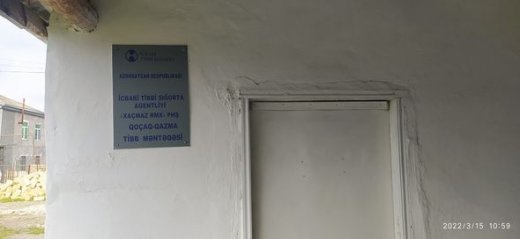 AZƏRBAYCAN RESPUBLİKASI
İCBARİ TİBBİ SIĞORTA
AGENTLİYİ
"XAÇMAZ RMX" PHŞ
QOÇAQ-QAZMA
TİBB MƏNTƏQƏSİ
2022/3/15 10:59